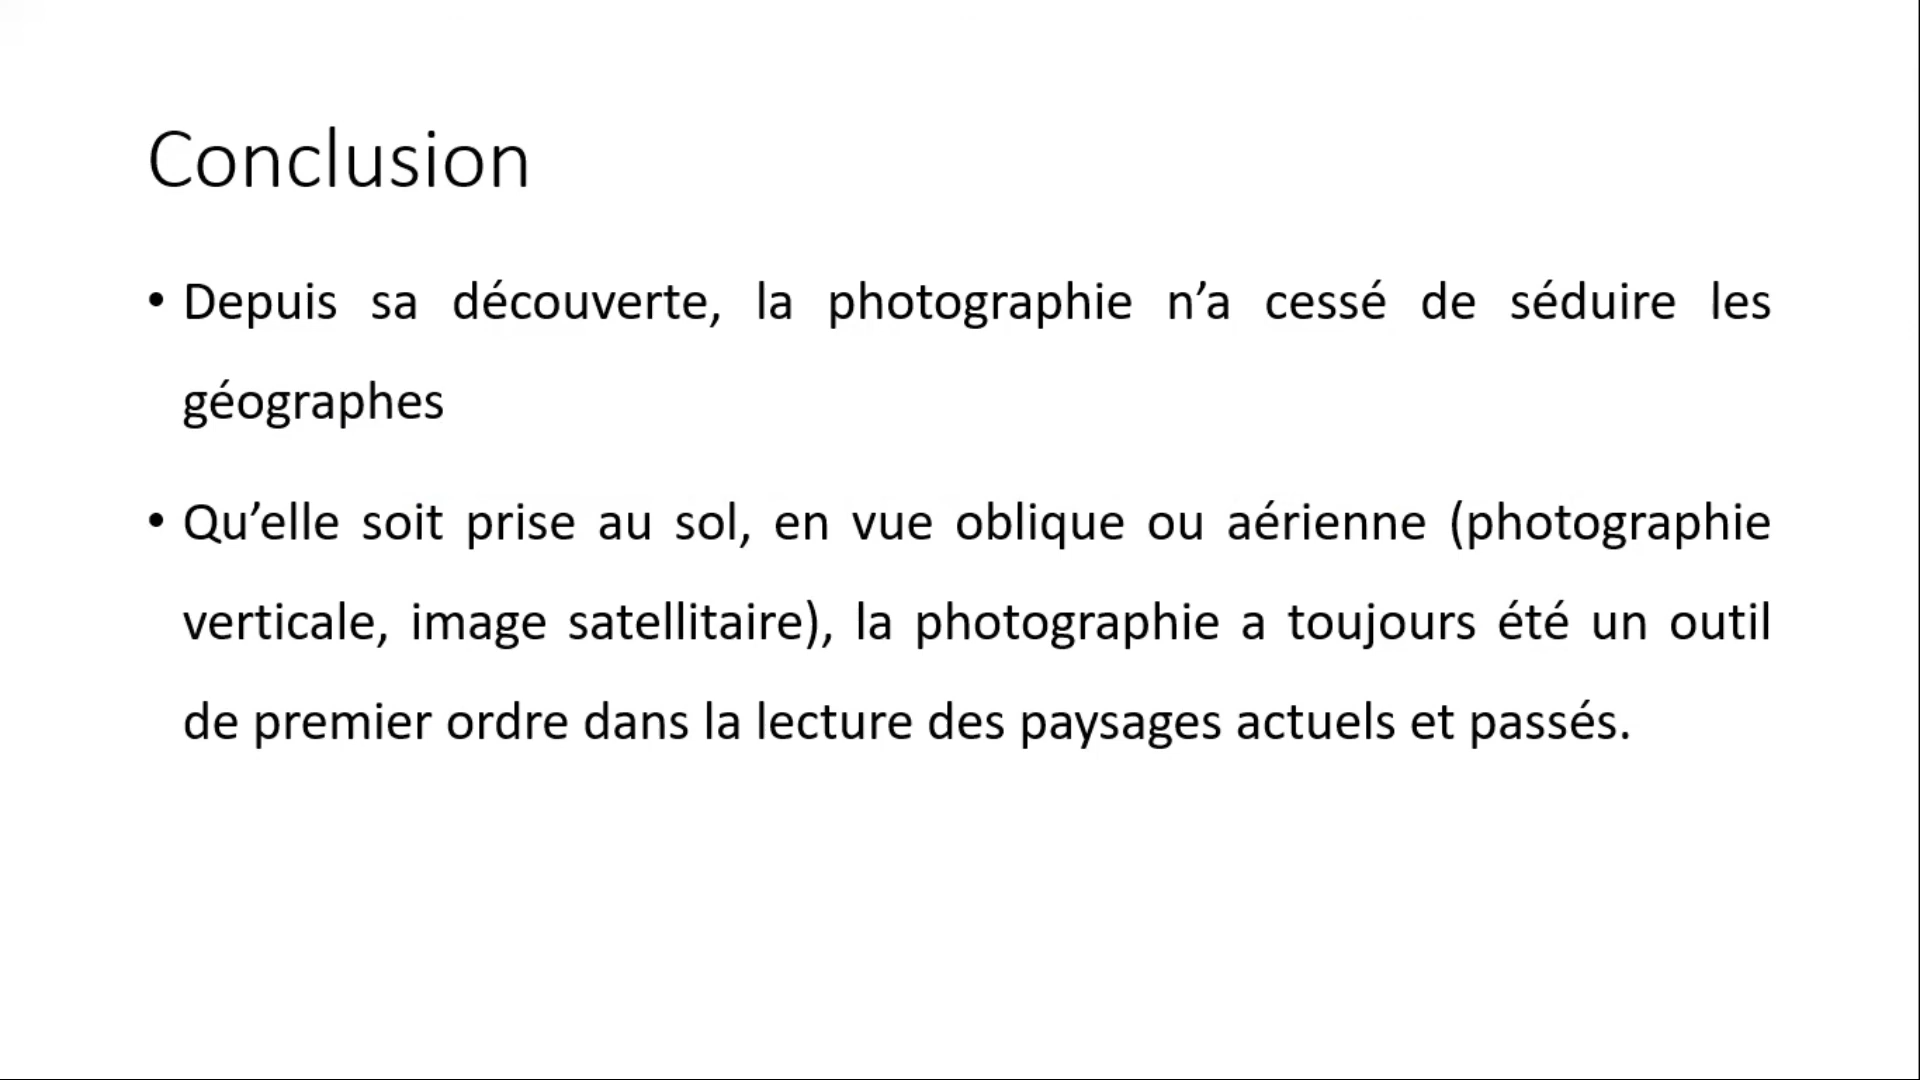 Conclusion
• Depuis sa découverte, la photographie n’a cessé de séduire les
géographes
• Qu’elle soit prise au sol, en vue oblique ou aérienne (photographie
verticale, image satellitaire), la photographie a toujours été un outil
de premier ordre dans la lecture des paysages actuels et passés.